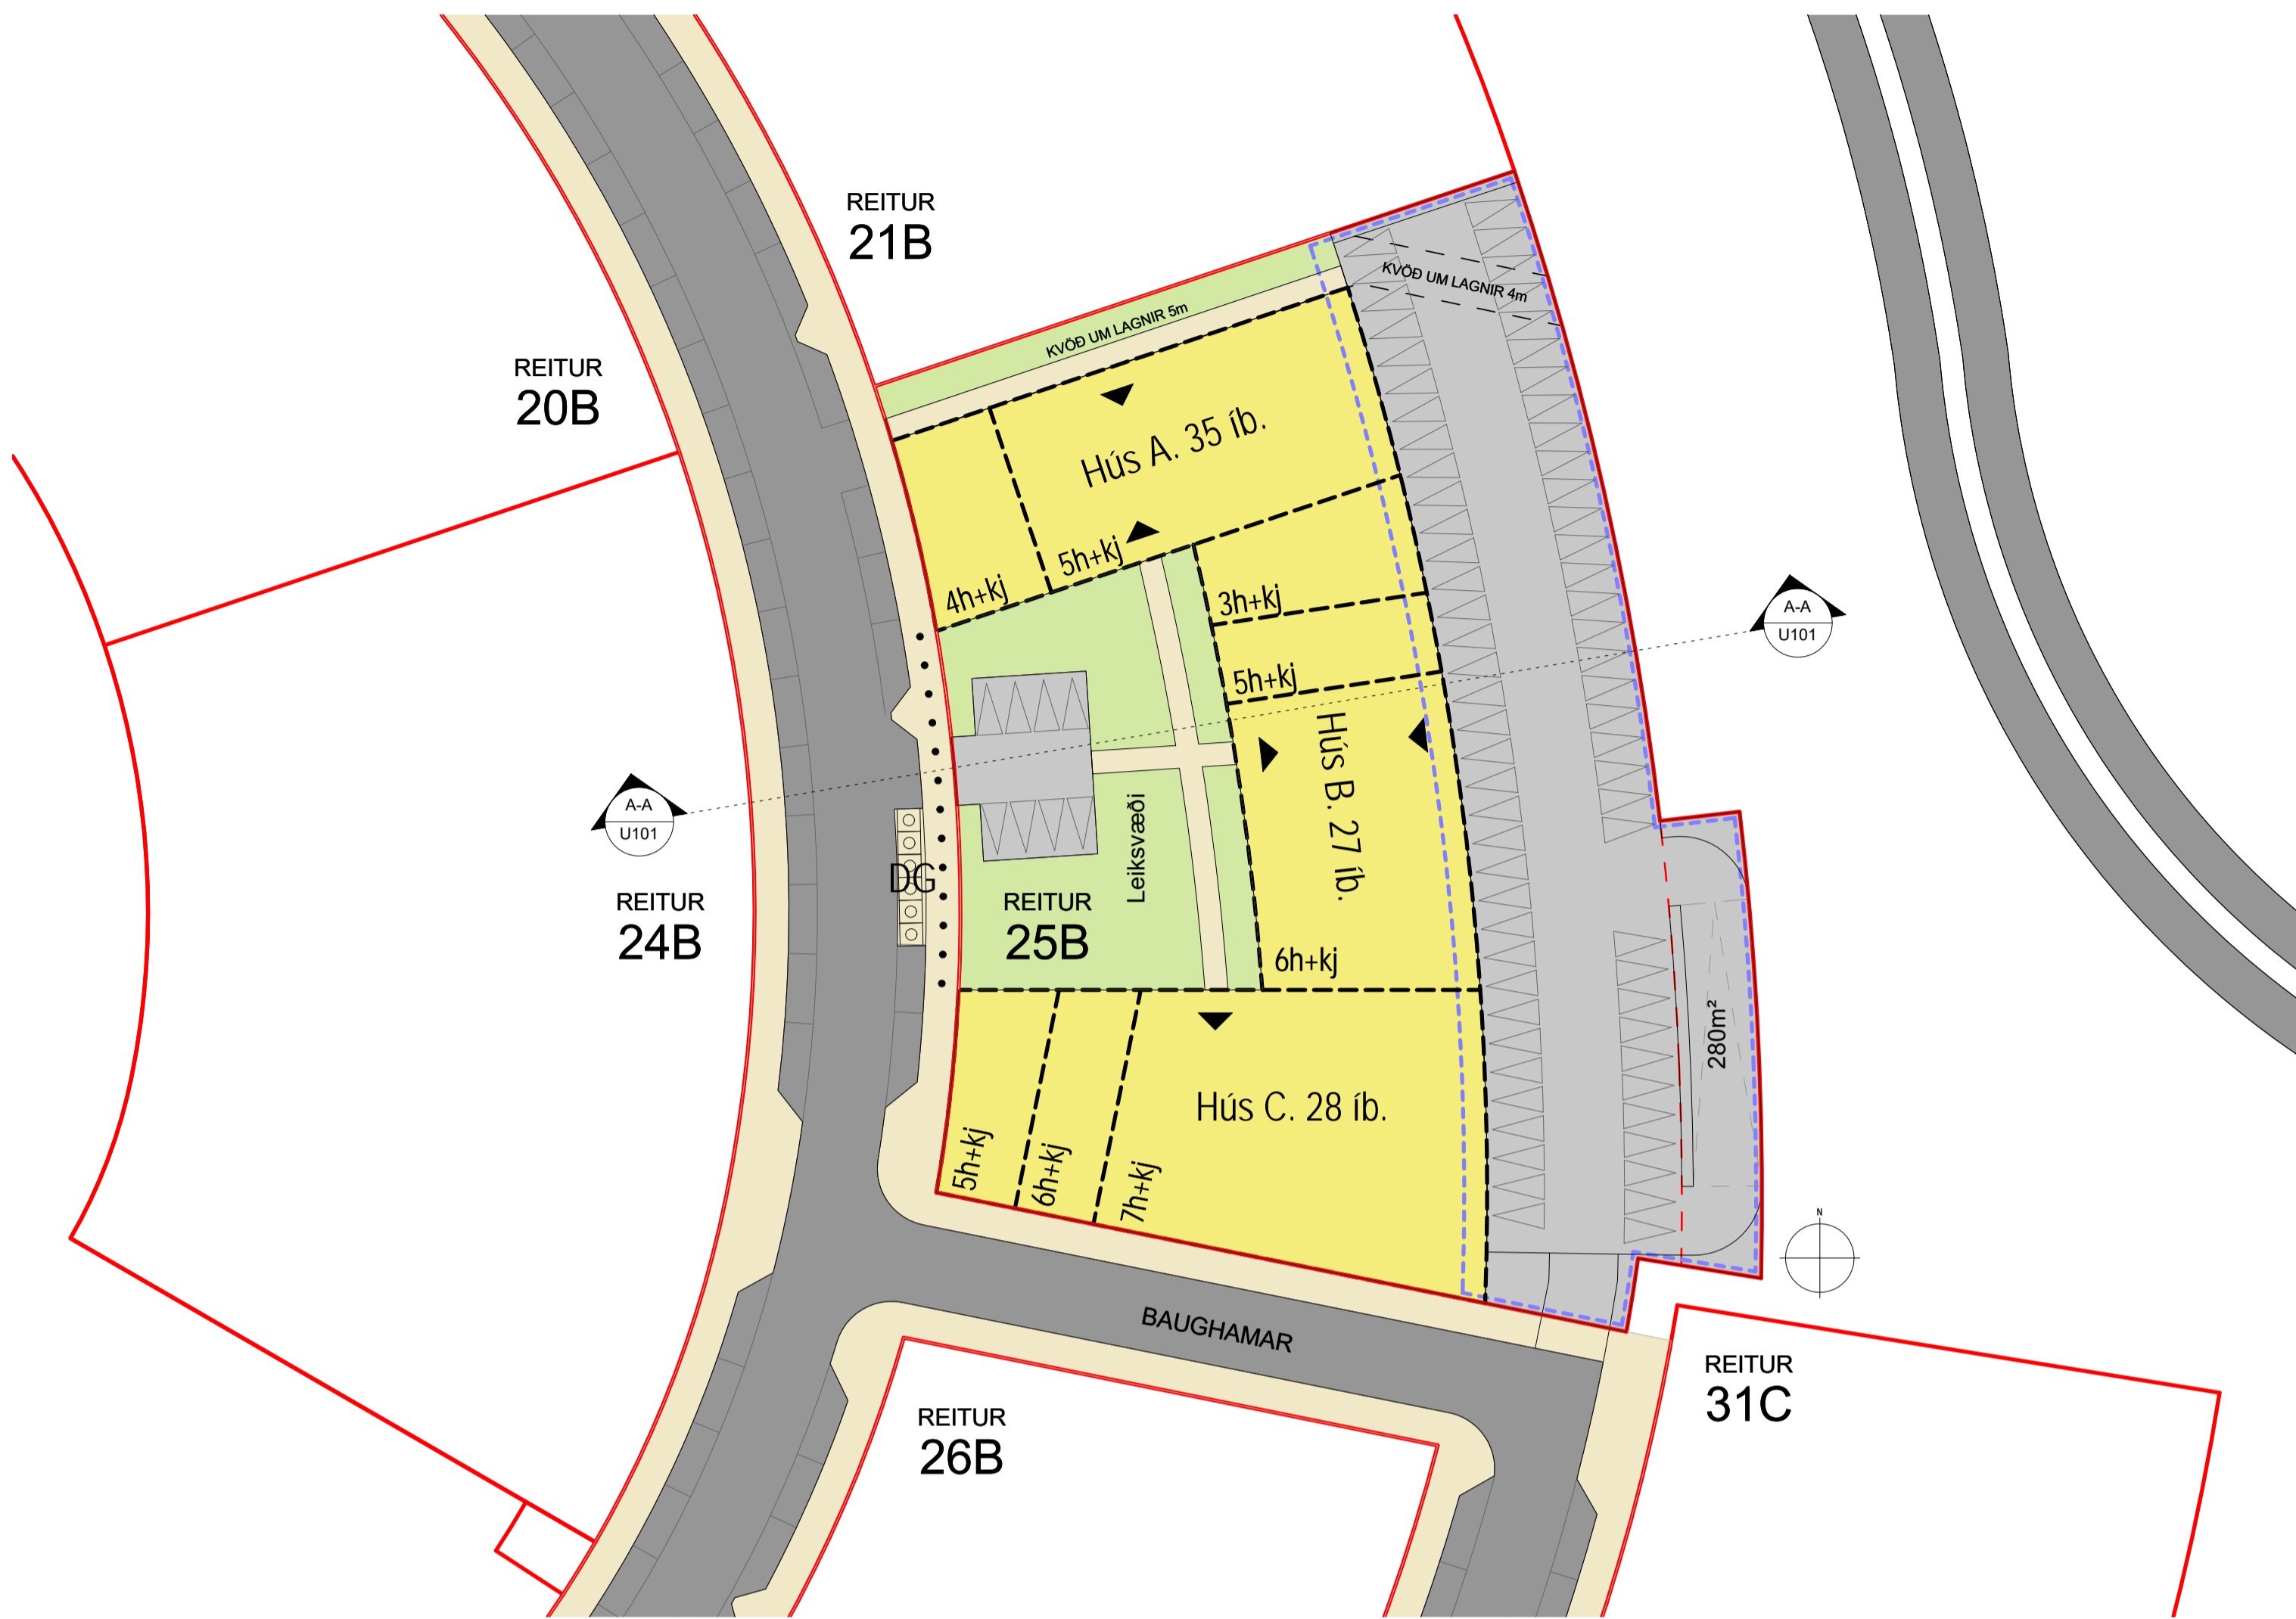 REITUR
21B
KVÖÐ UM LAGNIR 4m
KVÖÐ UM LAGNIR 5m
REITUR
20B
Hús A. 35 íb.
4h+kj
5h+kj
3h+kj
5h+kj
A-A
U101
Hús B. 27 íb.
A-A
U101
Leiksvæði
DG
REITUR
24B
REITUR
25B
6h+kj
280m²
Hús C. 28 íb.
5h+kj
6h+kj
7h+kj
N
BAUGHAMAR
REITUR
31C
REITUR
26B